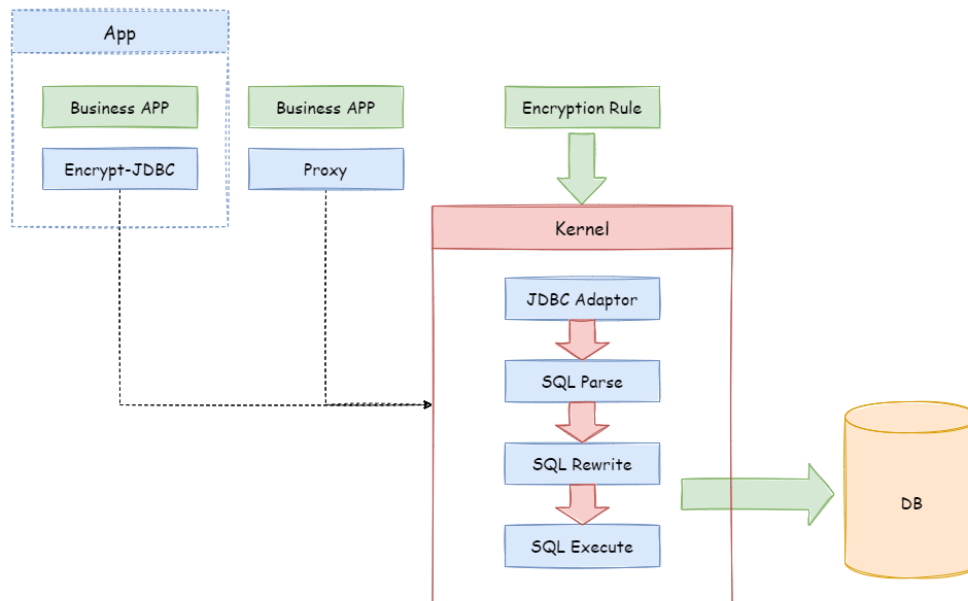 App
Business APP
Business APP
Encryption Rule
Encrypt-JDBC
Proxy
Kernel
JDBC Adaptor
SQL Parse
SQL Rewrite
DB
SQL Execute